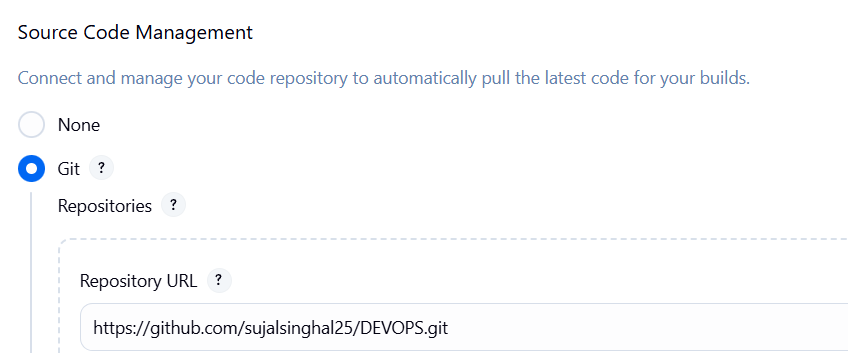 Source Code Management
Connect and manage your code repository to automatically pull the latest code for your builds.
None
Git ?
Repositories ?
Repository URL ?
https://github.com/sujalsinghal25/DEVOPS.git